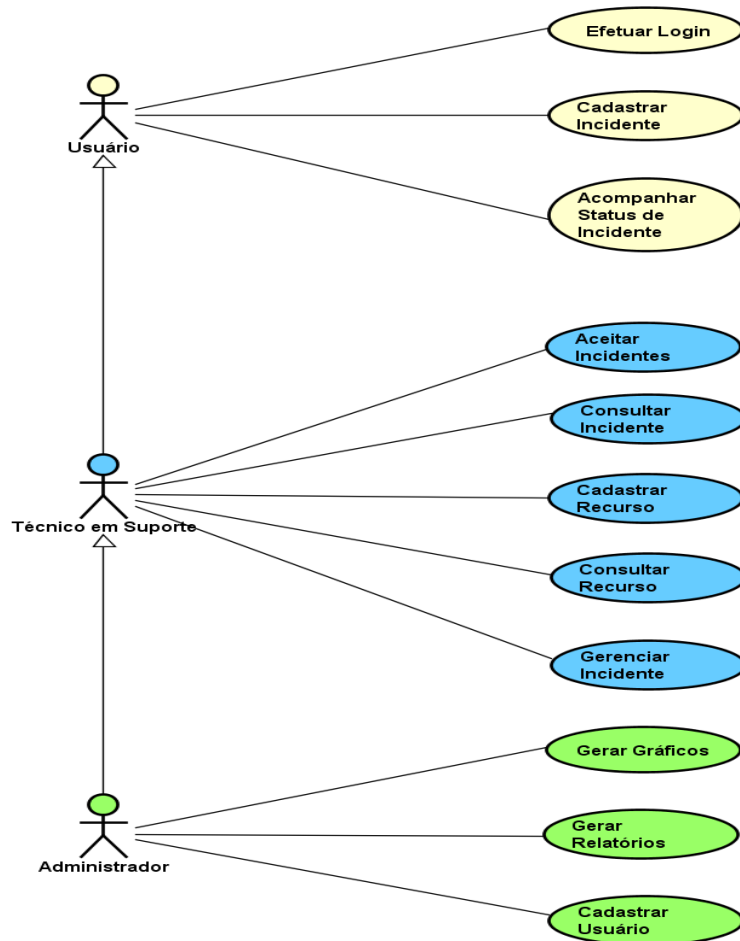 Efetuar Login
Cadastrar
Incidente
Usuário
Acompanhar
Status de
Incidente
Aceitar
Incidentes
Consultar
Incidente
Cadastrar
Recurso
Técnico em Suporte
Consultar
Recurso
Gerenciar
Incidente
Gerar Gráficos
Gerar
Relatórios
Administrador
Cadastrar
Usuário